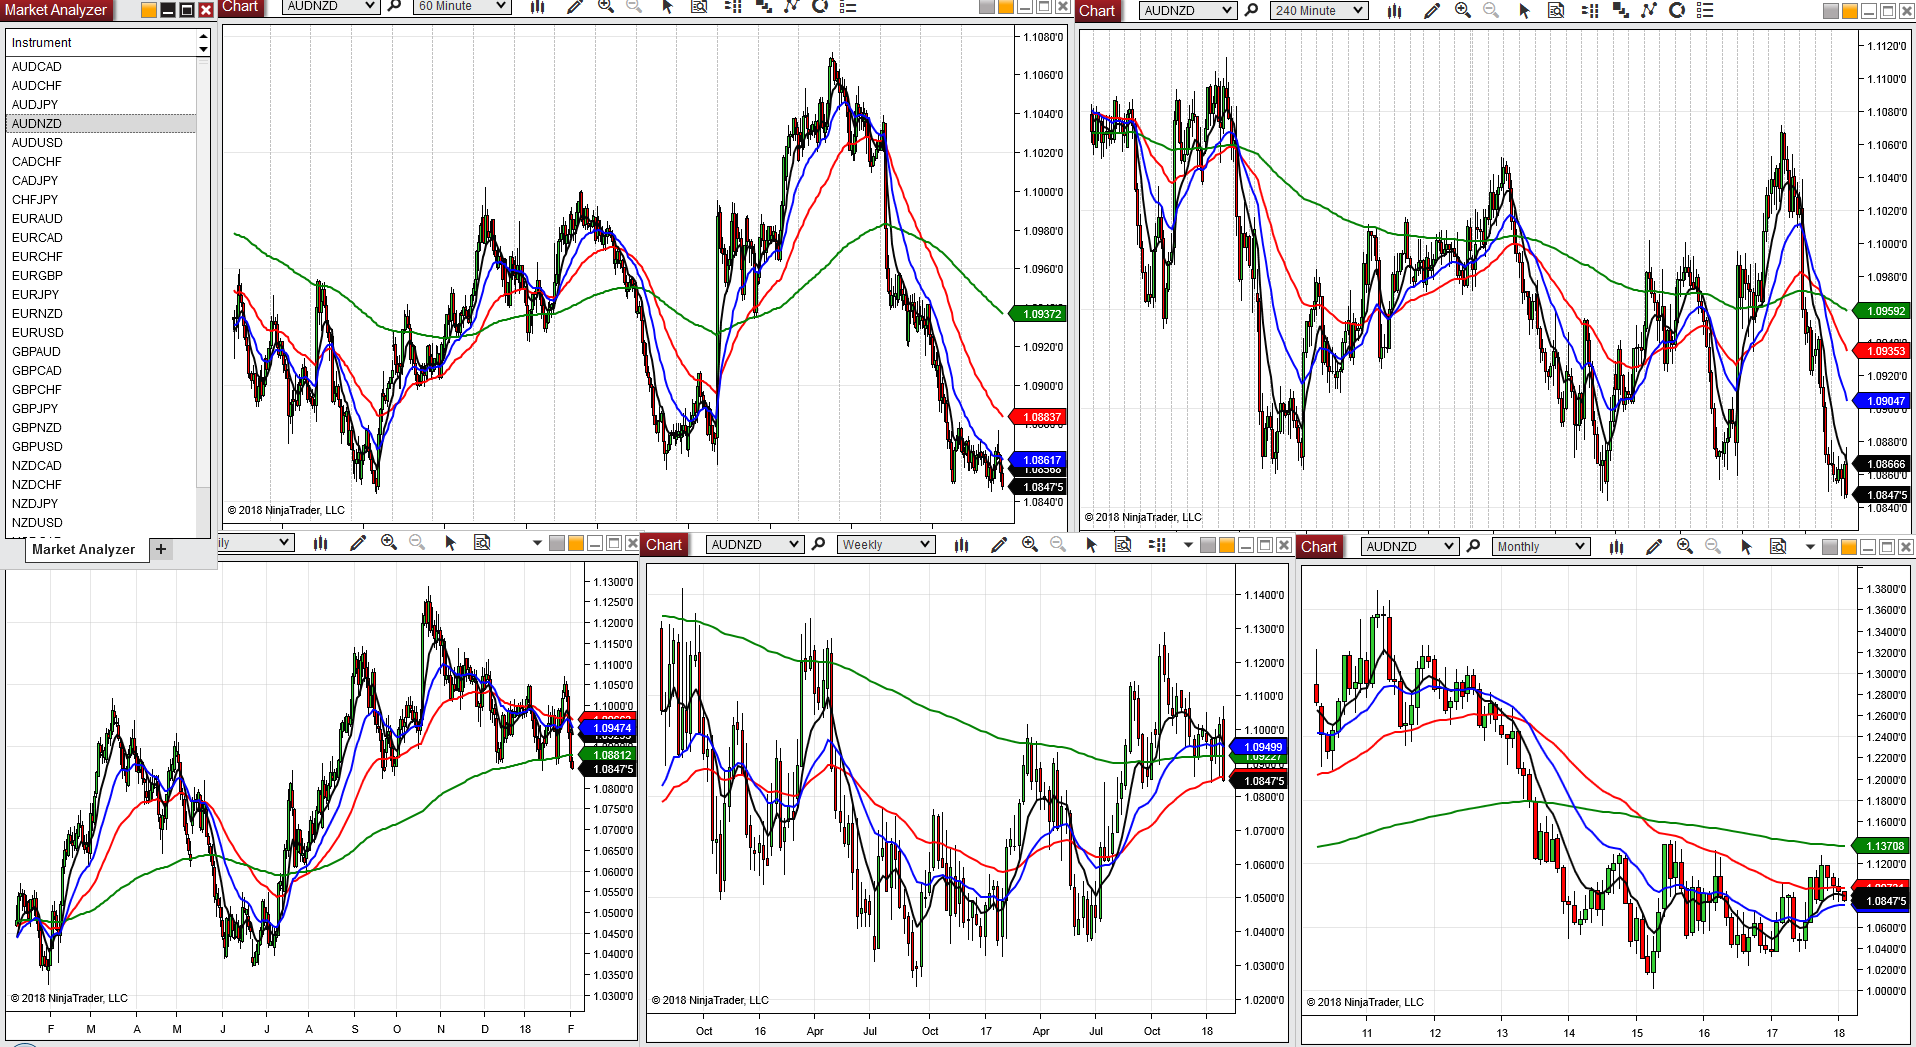 Market Analyzer
Instrument
AUDCAD
AUDCHF
AUDJPY
AUDNZD
AUDUSD
CADCHF
CADJPY
CHFJPY
EURAUD
EURCAD
EURCHF
EURGBP
EURJPY
EURNZD
EURUSD
GBPAUD
GBPCAD
GBPCHF
GBPJPY
GBPNZD
GBPUSD
NZDCAD
NZDCHF
NZDJPY
NZDUSD
Market Analyzer +
Chart AUDNZD 60 Minute
1.1080'0
1.1060'0
1.1040'0
1.1020'0
1.1000'0
1.0980'0
1.0960'0
1.09372
1.0920'0
1.0900'0
1.08837
1.08617
1.0847'5
1.0840'0
© 2018 NinjaTrader, LLC
Chart AUDNZD 240 Minute
1.1120'0
1.1100'0
1.1080'0
1.1060'0
1.1040'0
1.1020'0
1.1000'0
1.0980'0
1.09592
1.09353
1.0920'0
1.09047
1.0880'0
1.08666
1.0847'5
1.0840'0
© 2018 NinjaTrader, LLC
ily
1.1300'0
1.1250'0
1.1200'0
1.1150'0
1.1100'0
1.1050'0
1.1000'0
1.09474
1.08812
1.0847'5
1.0800'0
1.0750'0
1.0700'0
1.0650'0
1.0600'0
1.0550'0
1.0500'0
1.0450'0
1.0400'0
1.0350'0
1.0300'0
© 2018 NinjaTrader, LLC
F M A M J J A S O N D 18 F
Chart AUDNZD Weekly
1.1400'0
1.1300'0
1.1200'0
1.1100'0
1.1000'0
1.09499
1.09227
1.0847'5
1.0800'0
1.0700'0
1.0600'0
1.0500'0
1.0400'0
1.0300'0
1.0200'0
© 2018 NinjaTrader, LLC
Oct 16 Apr Jul Oct 17 Apr Jul Oct 18
Chart AUDNZD Monthly
1.3800'0
1.3600'0
1.3400'0
1.3200'0
1.3000'0
1.2800'0
1.2600'0
1.2400'0
1.2200'0
1.2000'0
1.1800'0
1.1600'0
1.13708
1.1200'0
1.0847'5
1.0600'0
1.0400'0
1.0200'0
1.0000'0
© 2018 NinjaTrader, LLC
11 12 13 14 15 16 17 18